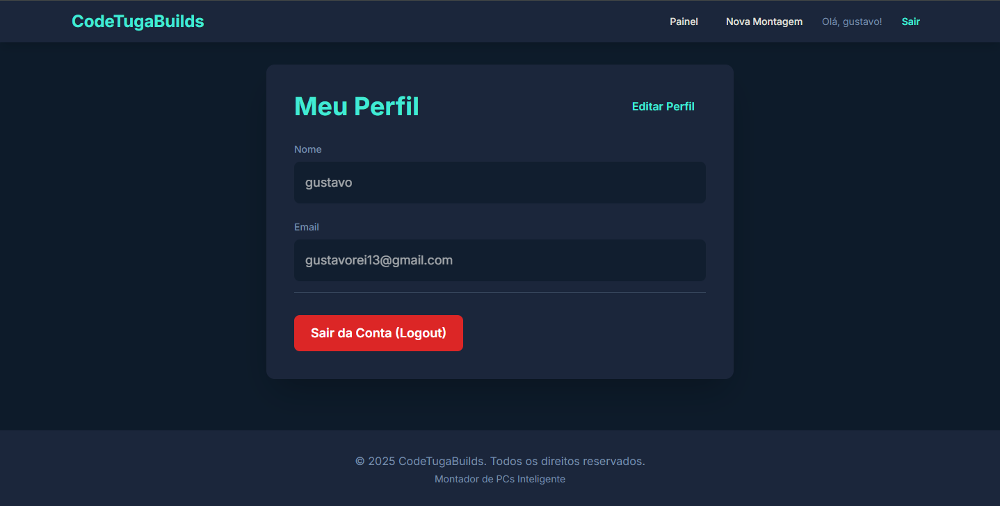 CodeTugaBuilds
Painel
Nova Montagem
Olá, gustavo!
Sair
Meu Perfil
Editar Perfil
Nome
gustavo
Email
gustavorei13@gmail.com
Sair da Conta (Logout)
© 2025 CodeTugaBuilds. Todos os direitos reservados.
Montador de PCs Inteligente